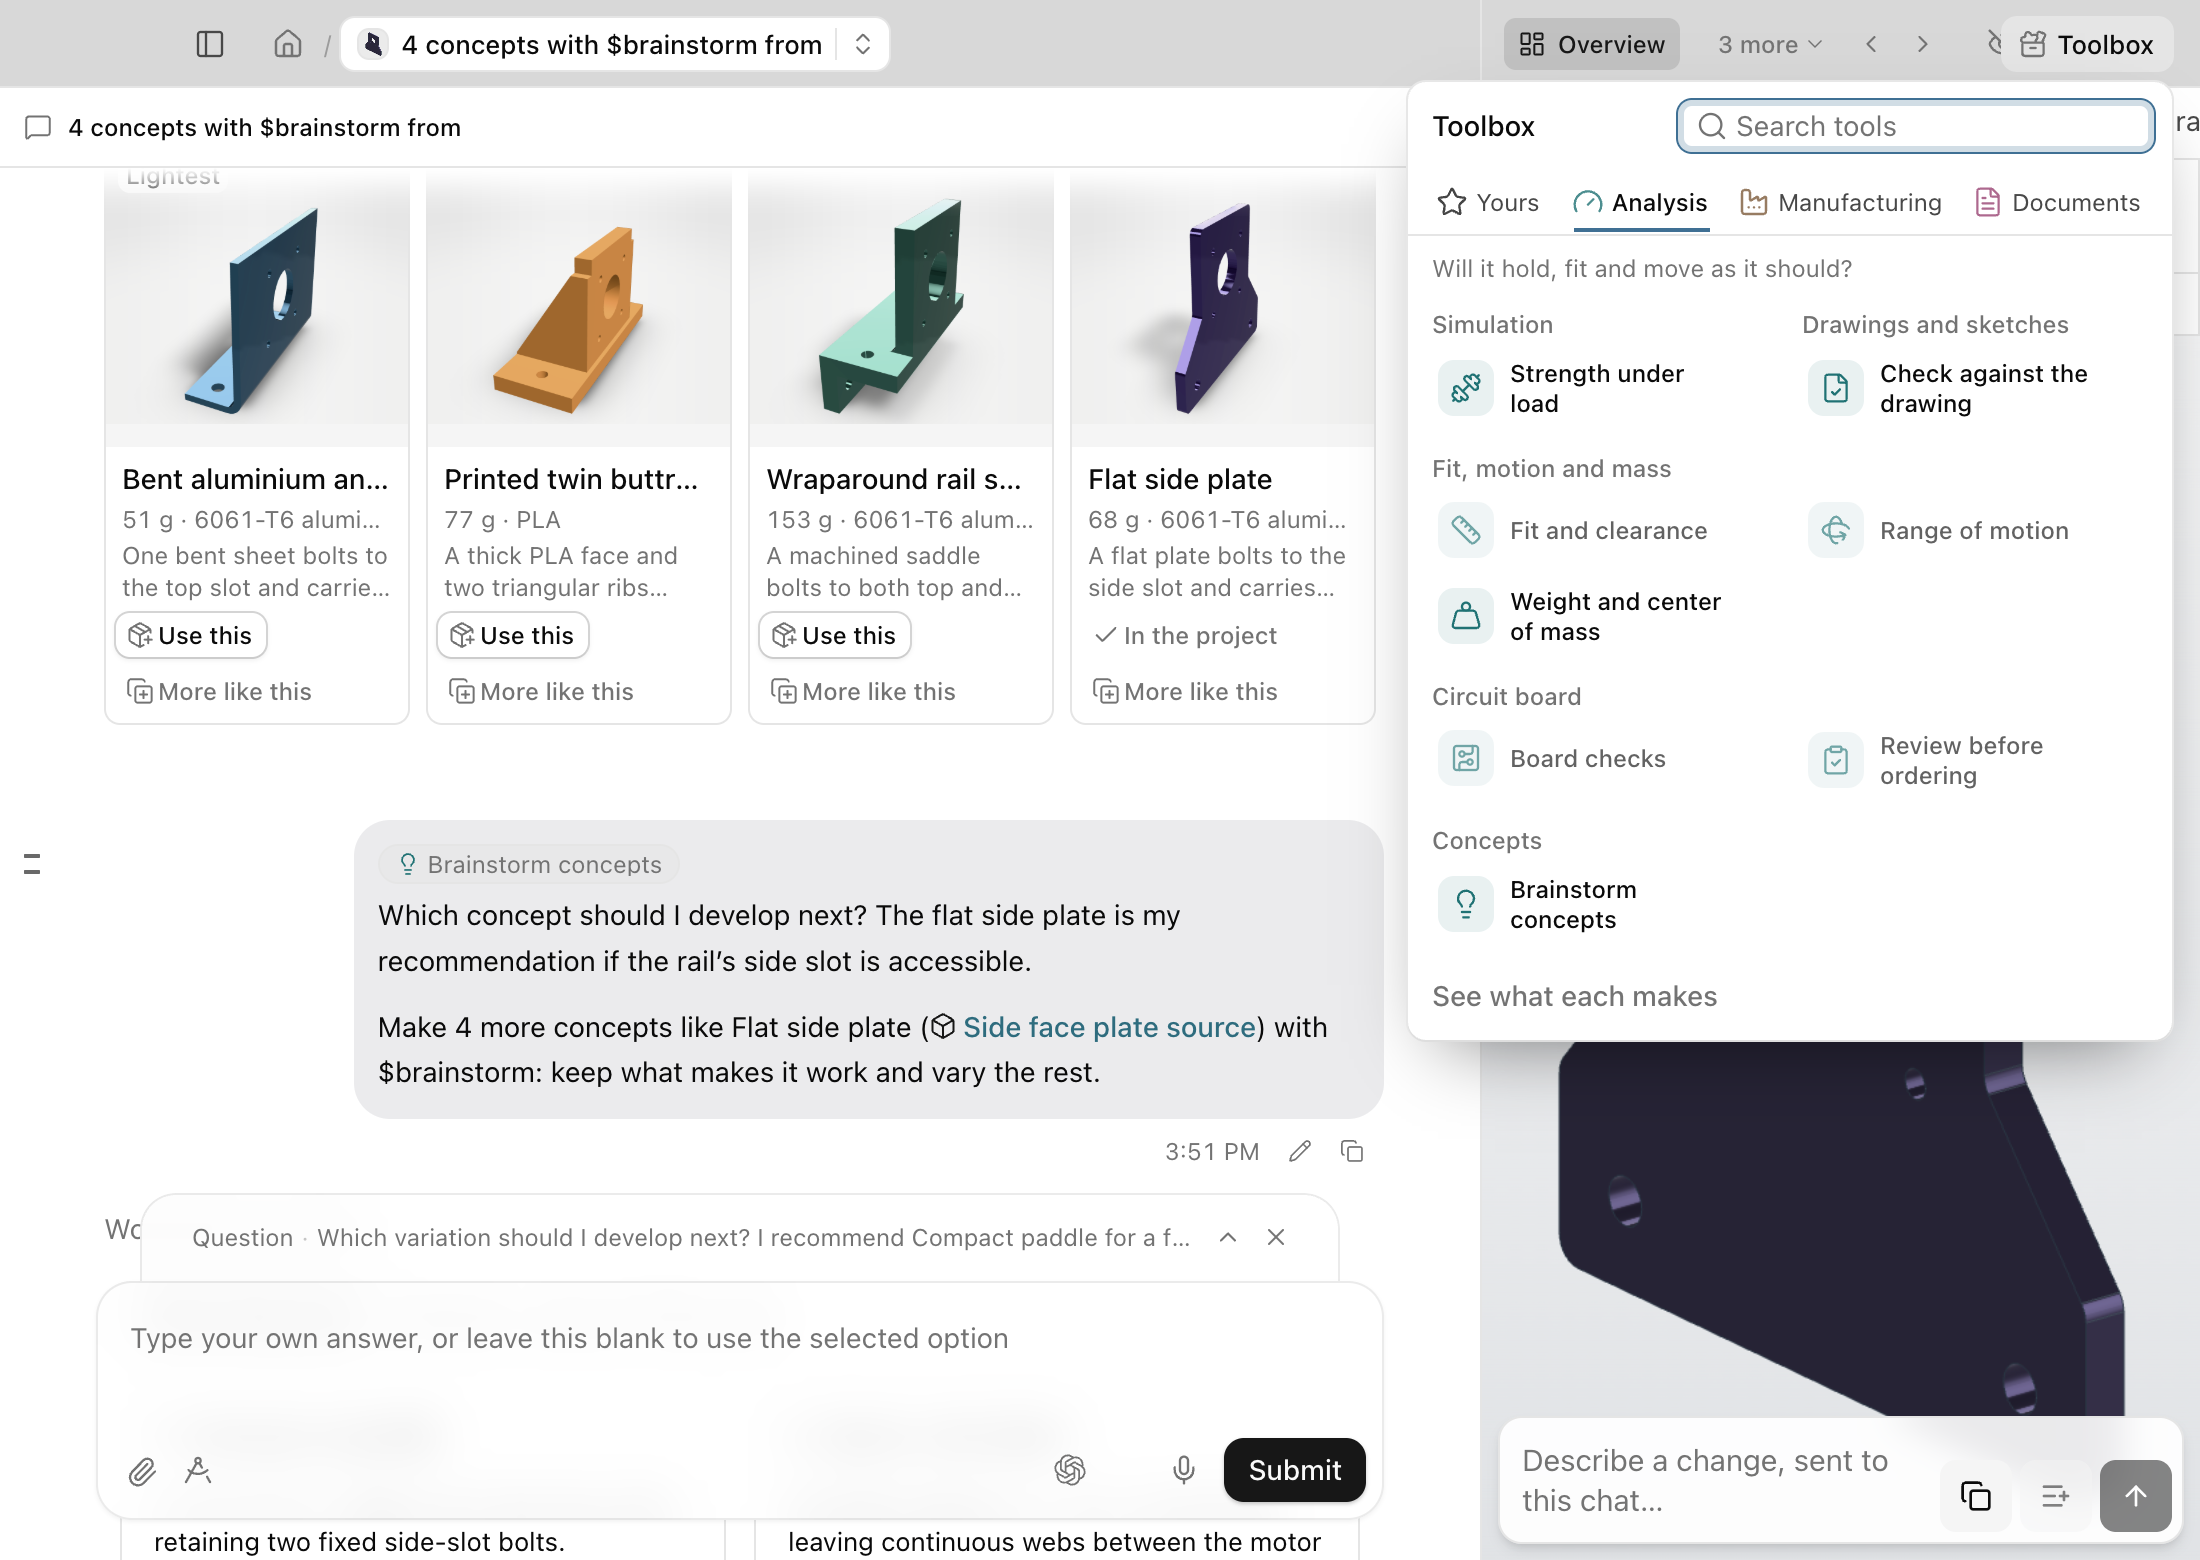 4 concepts with $brainstorm from
Overview
3 more
Toolbox
4 concepts with $brainstorm from
Lightest
Bent aluminium an...
51 g · 6061-T6 alumi...
One bent sheet bolts to
the top slot and carrie...
Use this
More like this
Printed twin buttr...
77 g · PLA
A thick PLA face and
two triangular ribs...
Use this
More like this
Wraparound rail s...
153 g · 6061-T6 alum...
A machined saddle
bolts to both top and...
Use this
More like this
Flat side plate
68 g · 6061-T6 alumi...
A flat plate bolts to the
side slot and carries...
In the project
More like this
Brainstorm concepts
Which concept should I develop next? The flat side plate is my
recommendation if the rail’s side slot is accessible.
Make 4 more concepts like Flat side plate (Side face plate source) with
$brainstorm: keep what makes it work and vary the rest.
3:51 PM
Question · Which variation should I develop next? I recommend Compact paddle for a f...
Type your own answer, or leave this blank to use the selected option
Submit
retaining two fixed side-slot bolts.
leaving continuous webs between the motor
Toolbox
Search tools
Yours
Analysis
Manufacturing
Documents
Will it hold, fit and move as it should?
Simulation
Strength under
load
Drawings and sketches
Check against the
drawing
Fit, motion and mass
Fit and clearance
Range of motion
Weight and center
of mass
Circuit board
Board checks
Review before
ordering
Concepts
Brainstorm
concepts
See what each makes
Describe a change, sent to
this chat...